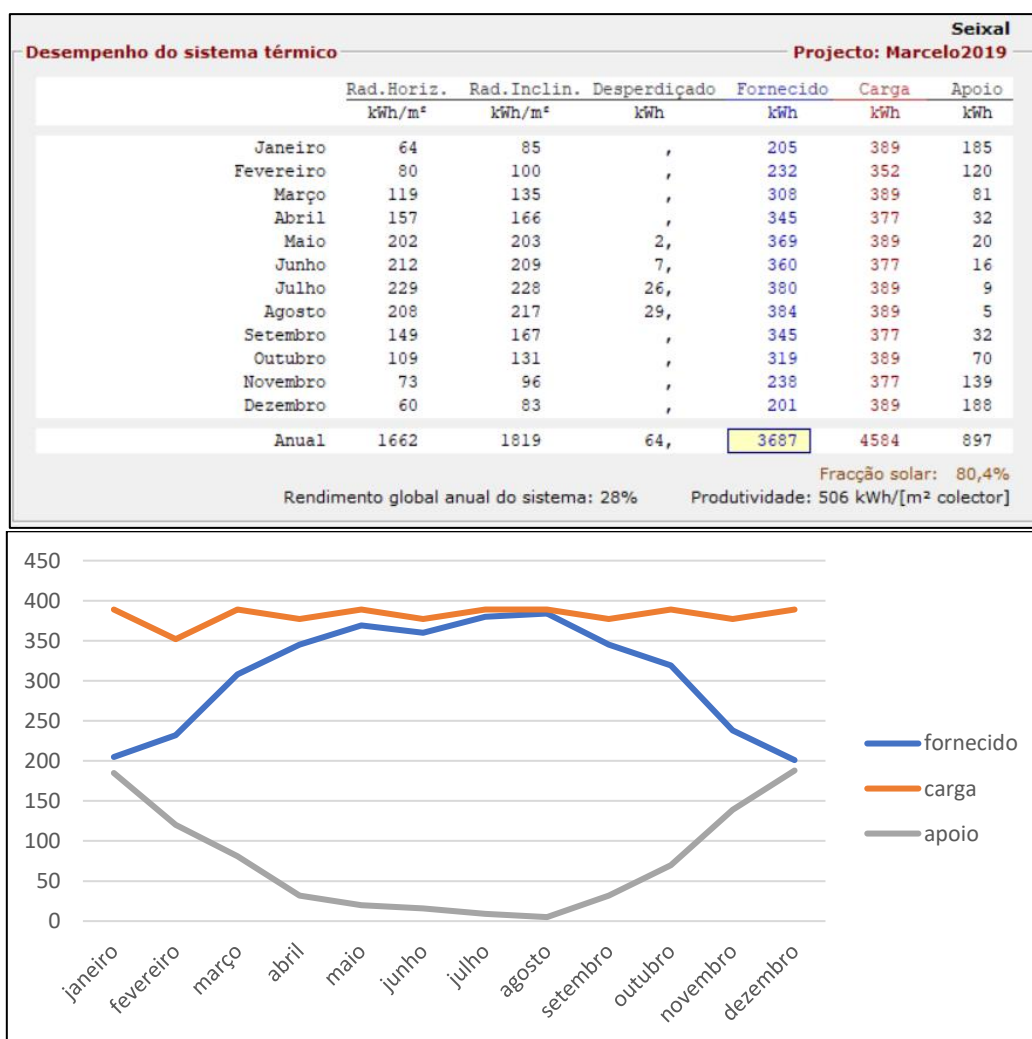 Seixal
Desempenho do sistema térmico Projecto: Marcelo2019
Rad.Horiz. Rad.Inclin. Desperdiçado Fornecido Carga Apoio
kWh/m² kWh/m² kWh kWh kWh kWh
Janeiro 64 85 , 205 389 185
Fevereiro 80 100 , 232 352 120
Março 119 135 , 308 389 81
Abril 157 166 , 345 377 32
Maio 202 203 2, 369 389 20
Junho 212 209 7, 360 377 16
Julho 229 228 26, 380 389 9
Agosto 208 217 29, 384 389 5
Setembro 149 167 , 345 377 32
Outubro 109 131 , 319 389 70
Novembro 73 96 , 238 377 139
Dezembro 60 83 , 201 389 188
Anual 1662 1819 64, 3687 4584 897
Fracção solar: 80,4%
Rendimento global anual do sistema: 28% Produtividade: 506 kWh/[m² colector]
450
400
350
300
250
200
150
100
50
0
fornecido
carga
apoio
janeiro fevereiro março abril maio junho julho agosto setembro outubro novembro dezembro